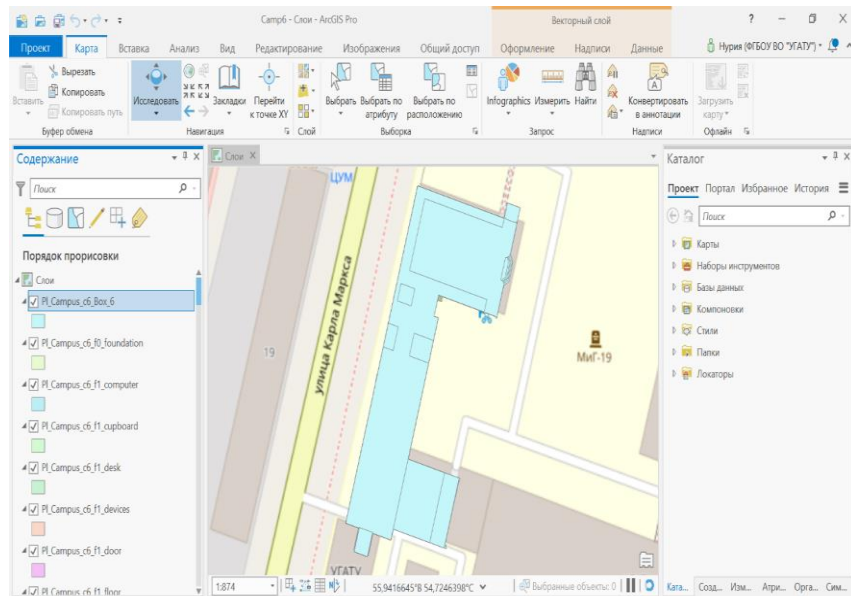 Camp6 - Слои - ArcGIS Pro
Векторный слой
?
Проект Карта Вставка Анализ Вид Редактирование Изображения Общий доступ Оформление Надписи Данные
Нурия (ФГБОУ ВО "УГАТУ")
Вставить
Вырезать
Копировать
Копировать путь
Буфер обмена
Исследовать
Закладки
Перейти к точке XY
Навигация
Слой
Выбрать
Выбрать по атрибуту
Выбрать по расположению
Выборка
Infographics
Измерить
Найти
Запрос
Конвертировать в аннотации
Надписи
Загрузить карту
Офлайн
Содержание
Поиск
Порядок прорисовки
Слои
Pl_Campus_c6_Box_6
Pl_Campus_c6_f0_foundation
Pl_Campus_c6_f1_computer
Pl_Campus_c6_f1_cupboard
Pl_Campus_c6_f1_desk
Pl_Campus_c6_f1_devices
Pl_Campus_c6_f1_door
Pl_Campus_c6_f1_floor
Слои
ЦУМ
улица Карла Маркса
19
МиГ-19
УГАТУ
1:874
55,9416645°В 54,7246398°С
Выбранные объекты: 0
Каталог
Проект Портал Избранное История
Поиск
Карты
Наборы инструментов
Базы данных
Компоновки
Стили
Папки
Локаторы
Ката... Созд... Изм... Атри... Орга... Сим...